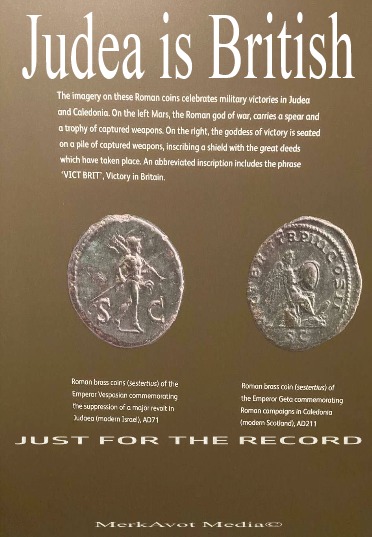 Judea is British
The imagery on these Roman coins celebrates military victories in Judea
and Caledonia. On the left Mars, the Roman god of war, carries a spear and
a trophy of captured weapons. On the right, the goddess of victory is seated
on a pile of captured weapons, inscribing a shield with the great deeds
which have taken place. An abbreviated inscription includes the phrase
'VICT BRIT', Victory in Britain.
S C
SC
Roman brass coins (sestertius) of the
Emperor Vespasian commemorating
the suppression of a major revolt in
Judaea (modern Israel), AD71
Roman brass coin (sestertius) of
the Emperor Geta commemorating
Roman campaigns in Caledonia
(modern Scotland), AD211
JUST FOR THE RECORD
MerkAvot Media©